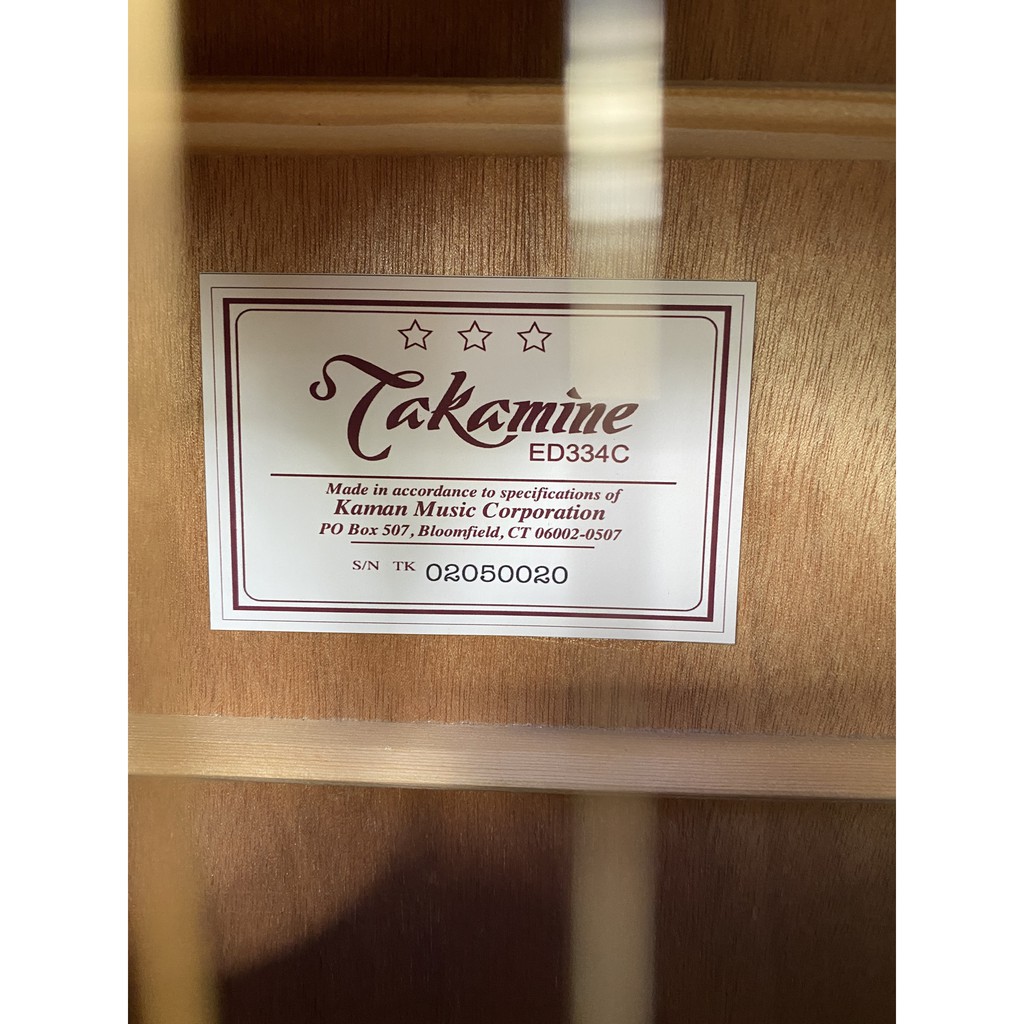 Takamine
ED334C
Made in accordance to specifications of
Kaman Music Corporation
PO Box 507, Bloomfield, CT 06002-0507
S/N TK 02050020